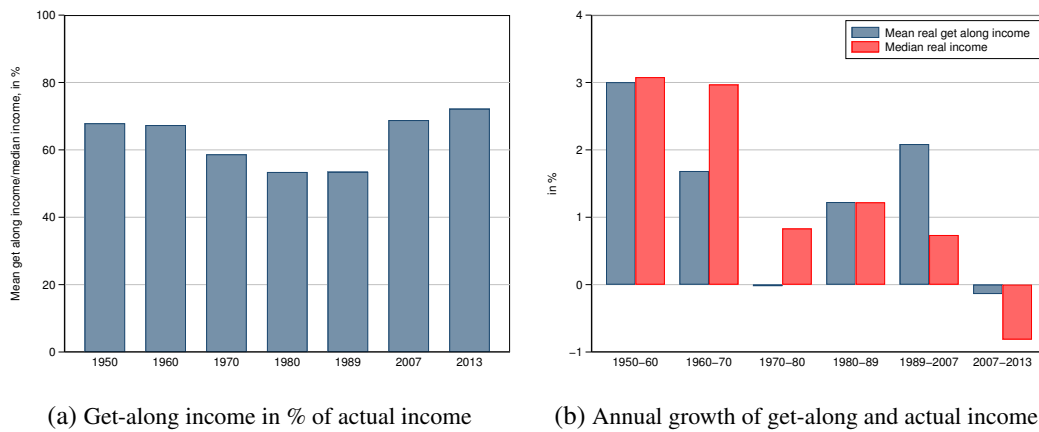 100
80
60
40
20
0
Mean get along income/median income, in %
1950 1960 1970 1980 1989 2007 2013
(a) Get-along income in % of actual income
4
3
2
1
0
−1
in %
Mean real get along income
Median real income
1950−60 1960−70 1970−80 1980−89 1989−2007 2007−2013
(b) Annual growth of get-along and actual income